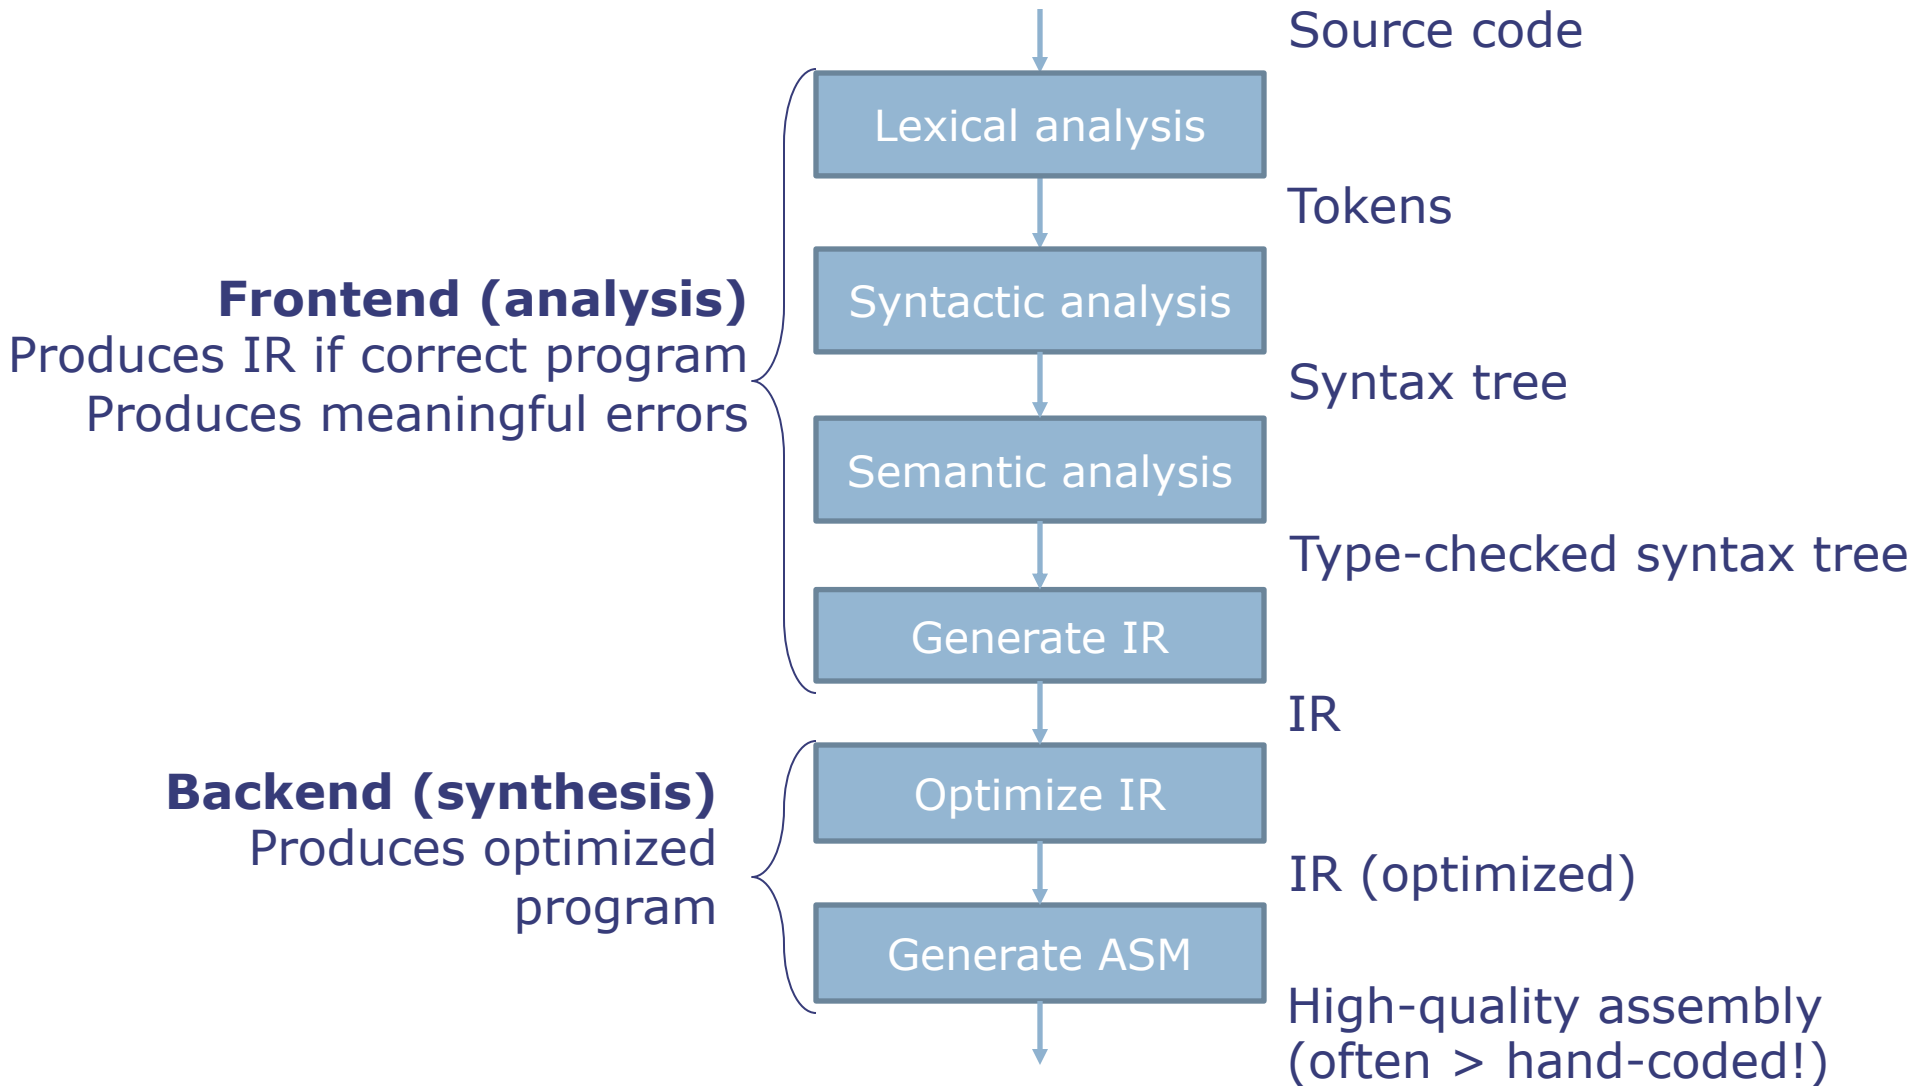 Source code
Lexical analysis
Tokens
Frontend (analysis)
Produces IR if correct program
Produces meaningful errors
Syntactic analysis
Syntax tree
Semantic analysis
Type-checked syntax tree
Generate IR
IR
Backend (synthesis)
Produces optimized
program
Optimize IR
IR (optimized)
Generate ASM
High-quality assembly
(often > hand-coded!)